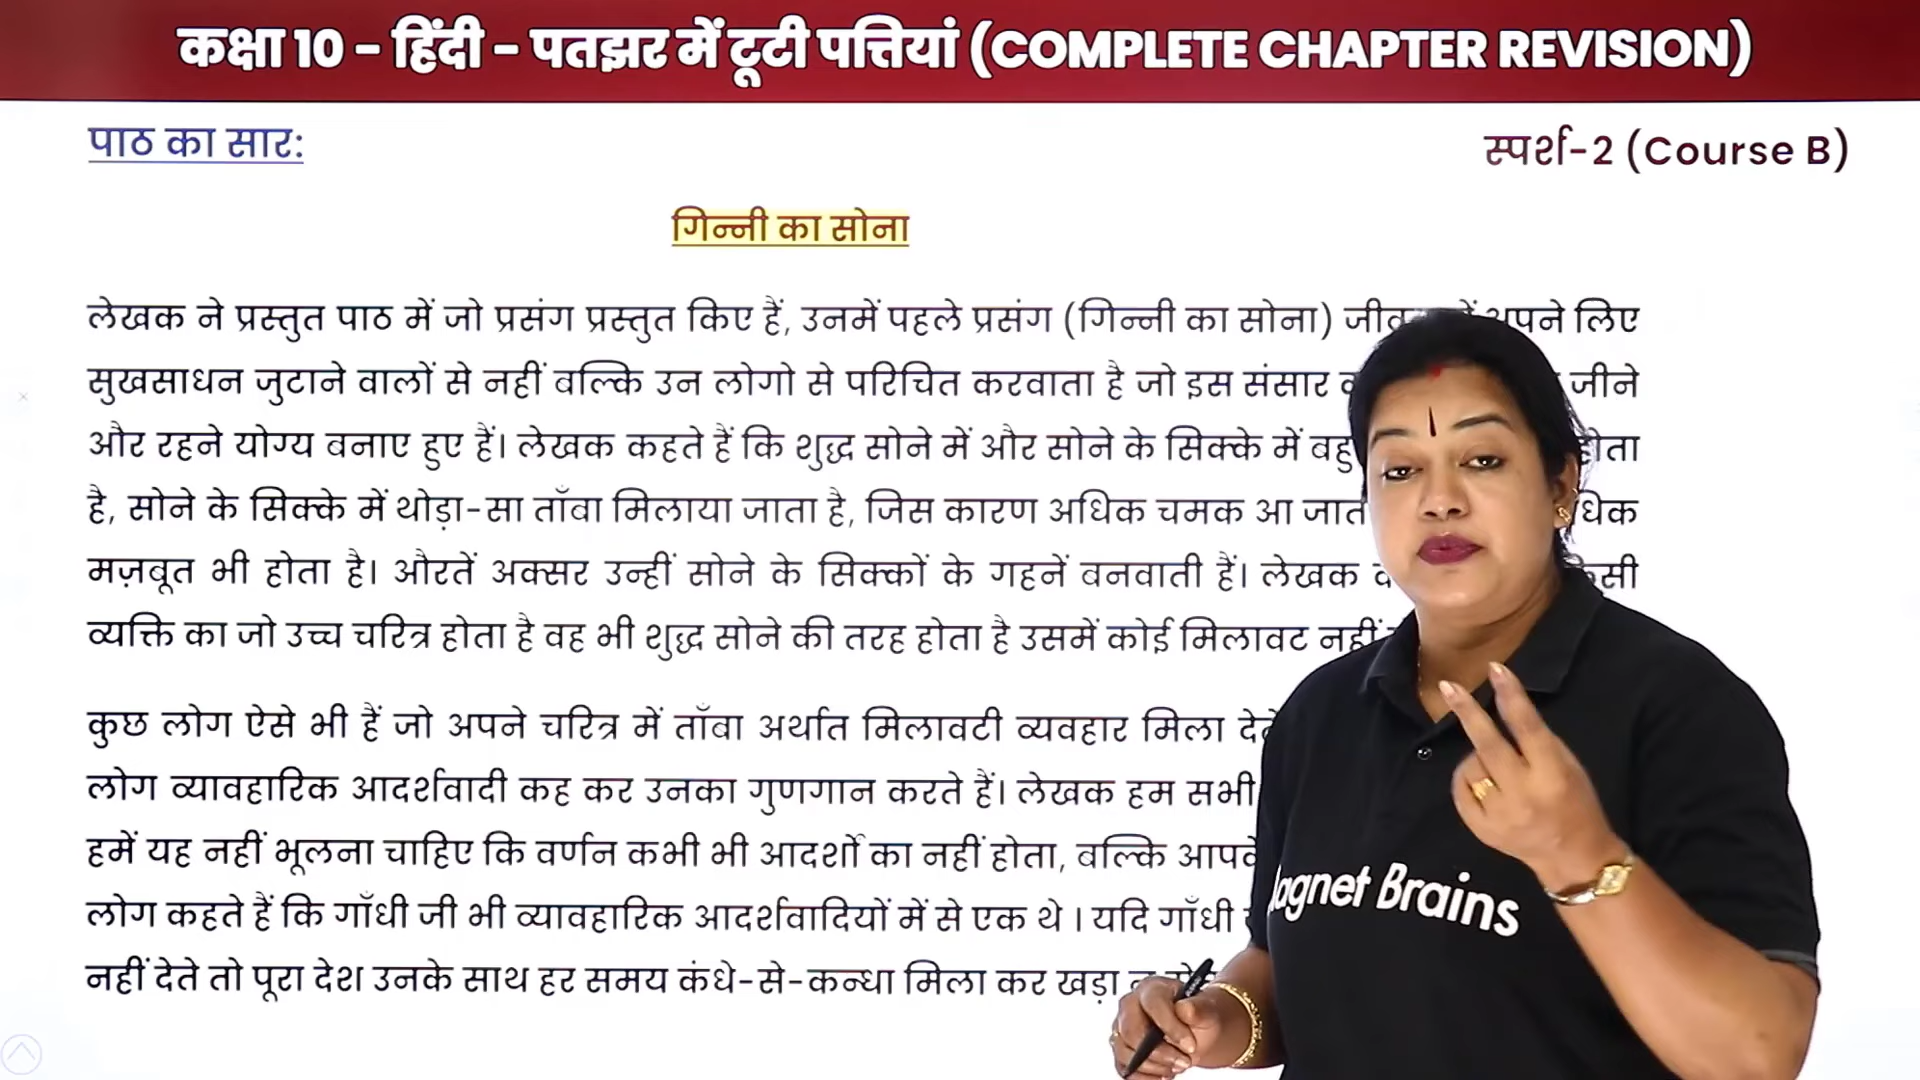 कक्षा 10 - हिंदी - पतझर में टूटी पत्तियां (COMPLETE CHAPTER REVISION)
पाठ का सार:
स्पर्श-2 (Course B)
गिन्नी का सोना
लेखक ने प्रस्तुत पाठ में जो प्रसंग प्रस्तुत किए हैं, उनमें पहले प्रसंग (गिन्नी का सोना) अपने लिए
सुखसाधन जुटाने वालों से नहीं बल्कि उन लोगो से परिचित करवाता है जो इस संसार जीने
और रहने योग्य बनाए हुए हैं। लेखक कहते हैं कि शुद्ध सोने में और सोने के सिक्के में होता
है, सोने के सिक्के में थोड़ा-सा ताँबा मिलाया जाता है, जिस कारण अधिक चमक आ
मज़बूत भी होता है। औरतें अक्सर उन्हीं सोने के सिक्कों के गहनें बनवाती हैं। लेखक
व्यक्ति का जो उच्च चरित्र होता है वह भी शुद्ध सोने की तरह होता है उसमें कोई मिलावट नहीं
कुछ लोग ऐसे भी हैं जो अपने चरित्र में ताँबा अर्थात मिलावटी व्यवहार मिला
लोग व्यावहारिक आदर्शवादी कह कर उनका गुणगान करते हैं। लेखक हम सभी
हमें यह नहीं भूलना चाहिए कि वर्णन कभी भी आदर्शों का नहीं होता, बल्कि
लोग कहते हैं कि गाँधी जी भी व्यावहारिक आदर्शवादियों में से एक थे । यदि गाँधी
नहीं देते तो पूरा देश उनके साथ हर समय कंधे-से-कन्धा मिला कर खड़ा
Brains